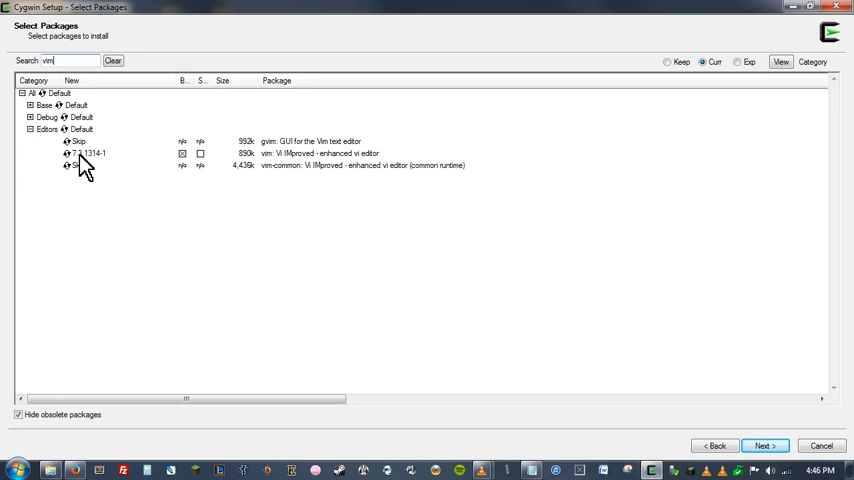 Cygwin Setup - Select Packages
Select Packages
Select packages to install
Search vim Clear Keep Curr Exp View Category
Category New B... S... Size Package
All Default
Base Default
Debug Default
Editors Default
Skip n/a n/a 992k gvim: GUI for the Vim text editor
1314-1 890k vim: Vi IMproved - enhanced vi editor
n/a n/a 4,436k vim-common: Vi IMproved - enhanced vi editor (common runtime)
Hide obsolete packages
< Back Next > Cancel
4:46 PM